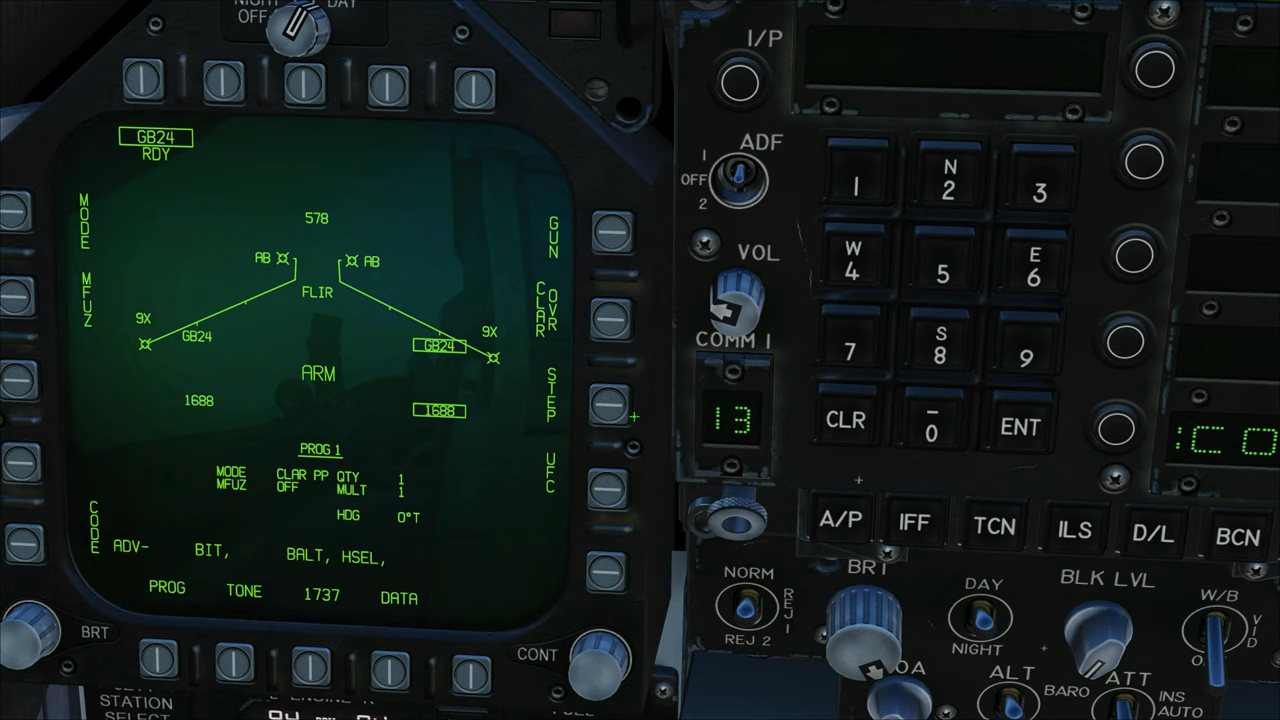 NIGHT
DAY
OFF
GB24
RDY
MODE
MFUZ
578
AB
AB
FLIR
9X
9X
GB24
GB24
ARM
1688
1688
GUN
CLAR OVR
STEP
UFC
PROG 1
MODE CLAR PP QTY 1
MFUZ OFF MULT 1
HDG 0°T
CODE
ADV- BIT, BALT, HSEL,
PROG TONE 1737 DATA
BRT
CONT
STATION
SELECT
I/P
ADF
1
OFF
2
VOL
COMM 1
13
1
N
2
3
W
4
5
E
6
7
S
8
9
CLR
–
0
ENT
:CO
A/P
IFF
TCN
ILS
D/L
BCN
NORM
REJ 1
REJ 2
BRT
DAY
NIGHT
BLK LVL
W/B
VID
OA
ALT
BARO
ATT
INS
AUTO